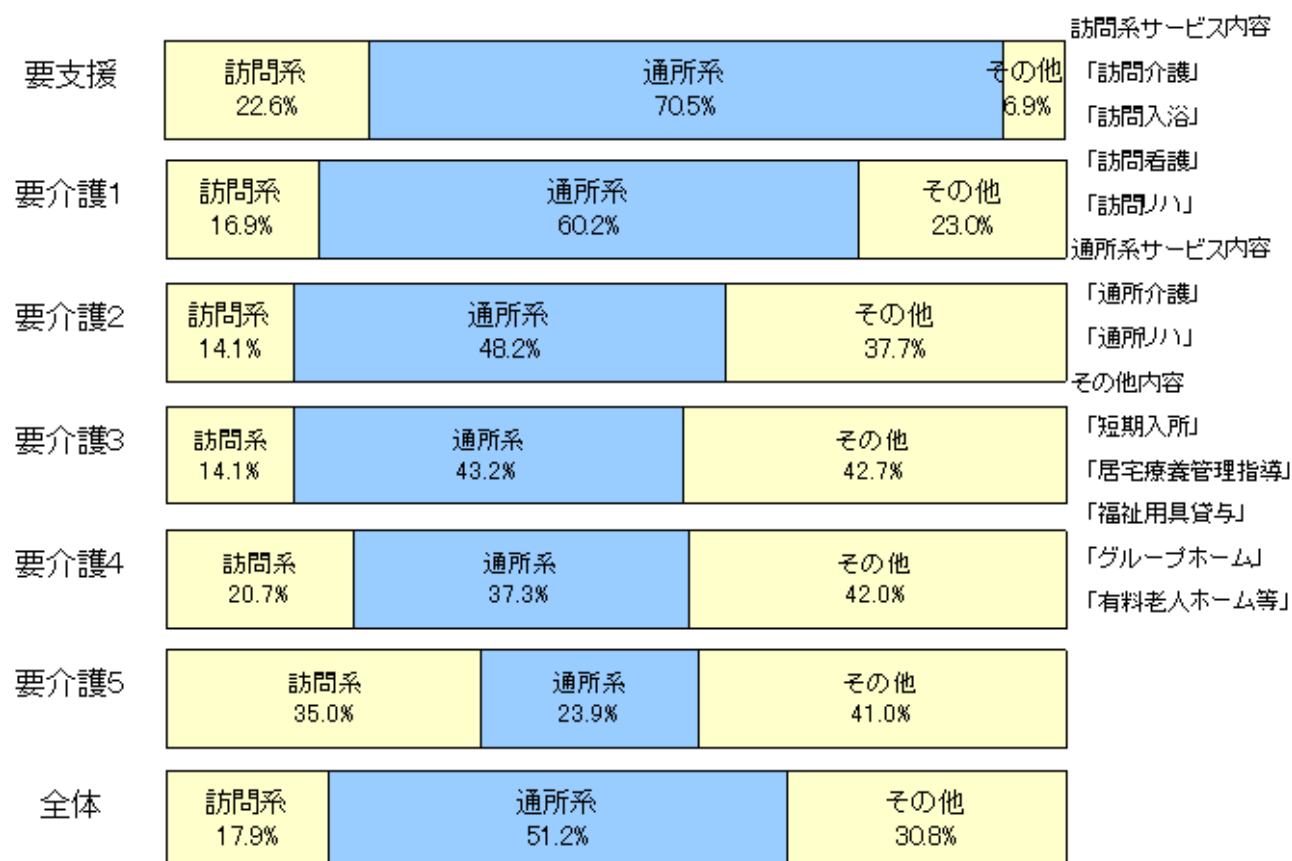 要支援
訪問系
22.6%
通所系
70.5%
その他
6.9%
要介護1
訪問系
16.9%
通所系
60.2%
その他
23.0%
要介護2
訪問系
14.1%
通所系
48.2%
その他
37.7%
要介護3
訪問系
14.1%
通所系
43.2%
その他
42.7%
要介護4
訪問系
20.7%
通所系
37.3%
その他
42.0%
要介護5
訪問系
35.0%
通所系
23.9%
その他
41.0%
全体
訪問系
17.9%
通所系
51.2%
その他
30.8%
訪問系サービス内容
「訪問介護」
「訪問入浴」
「訪問看護」
「訪問リハ」
通所系サービス内容
「通所介護」
「通所リハ」
その他内容
「短期入所」
「居宅療養管理指導」
「福祉用具貸与」
「グループホーム」
「有料老人ホーム等」